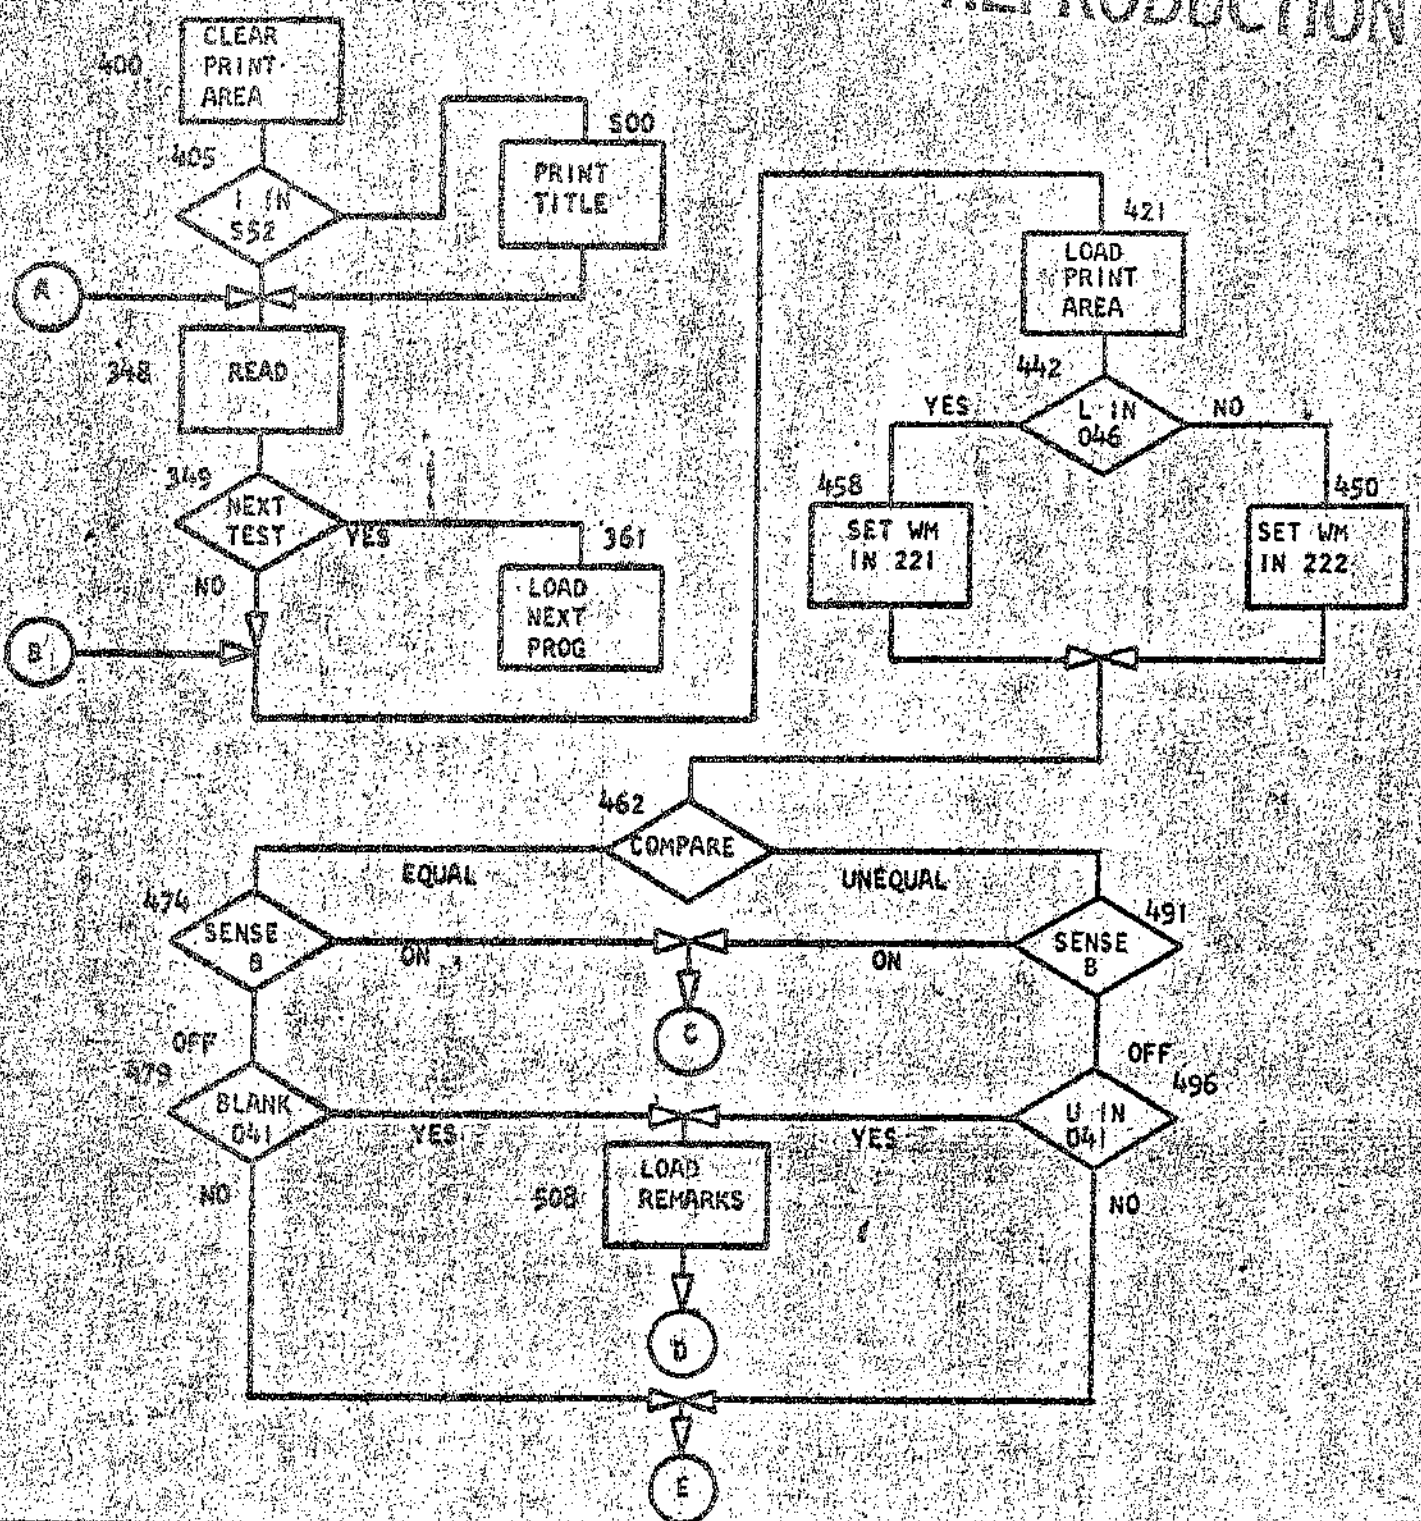 REPRODUCTION
400
CLEAR
PRINT
AREA
405
1 IN
552
500
PRINT
TITLE
A
348
READ
349
NEXT
TEST
YES
NO
361
LOAD
NEXT
PROG
B
421
LOAD
PRINT
AREA
442
L IN
046
YES
NO
458
SET WM
IN 221
450
SET WM
IN 222
462
COMPARE
EQUAL
UNEQUAL
474
SENSE
B
ON
OFF
491
SENSE
B
ON
OFF
C
479
BLANK
041
YES
NO
496
U IN
041
YES
NO
508
LOAD
REMARKS
D
E